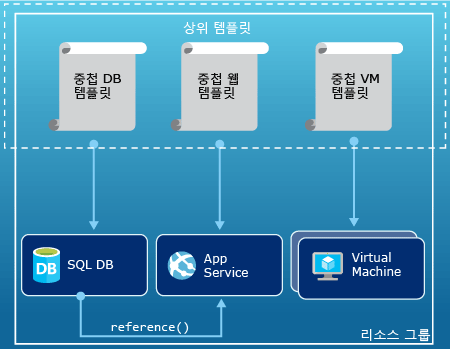 상위 템플릿
중첩 DB
템플릿
중첩 웹
템플릿
중첩 VM
템플릿
DB
SQL DB
App
Service
Virtual
Machine
reference()
리소스 그룹